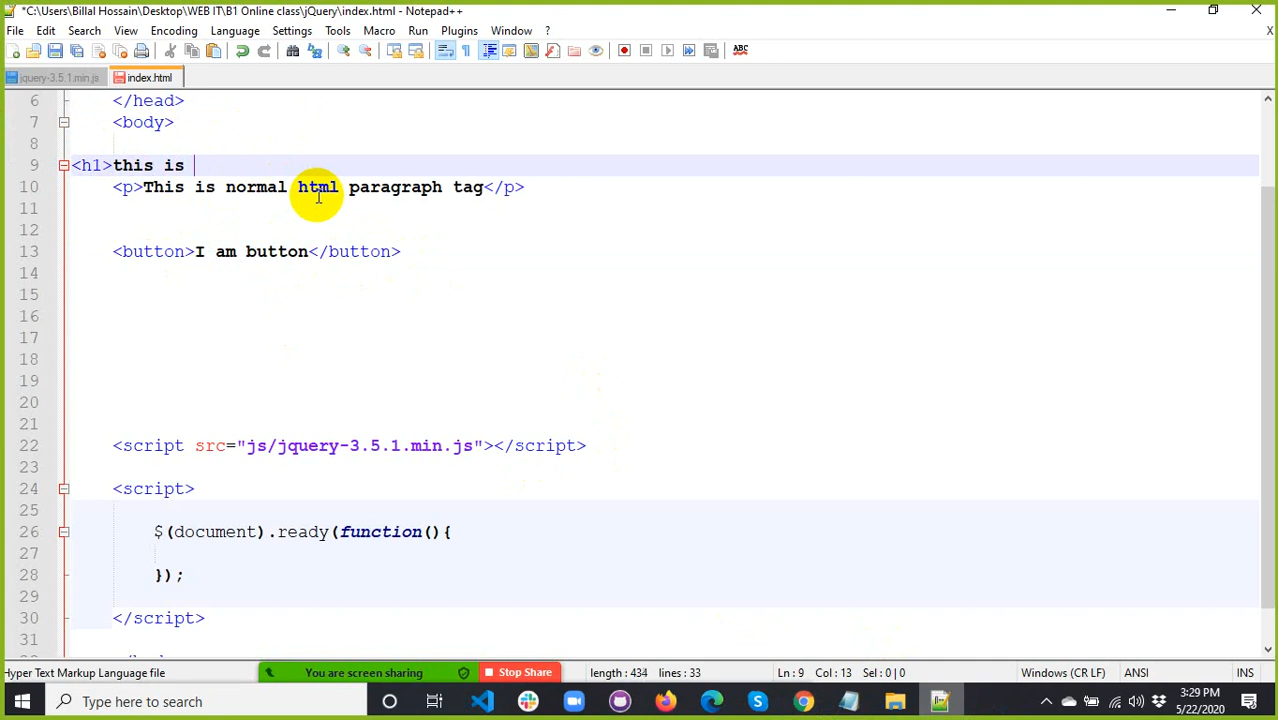 *C:\Users\Billal Hossain\Desktop\WEB IT\B1 Online class\jQuery\index.html - Notepad++
File Edit Search View Encoding Language Settings Tools Macro Run Plugins Window ? X
ABC
jquery-3.5.1.min.js index.html
6 </head>
7 <body>
8
9 <h1>this is
10 <p>This is normal html paragraph tag</p>
11
12
13 <button>I am button</button>
14
15
16
17
18
19
20
21
22 <script src="js/jquery-3.5.1.min.js"></script>
23
24 <script>
25
26 $(document).ready(function(){
27
28 });
29
30 </script>
31
Hyper Text Markup Language file You are screen sharing Stop Share length : 434 lines : 33 Ln : 9 Col : 13 Sel : 0 | 0 Windows (CR LF) ANSI INS
Type here to search 3:29 PM
5/22/2020